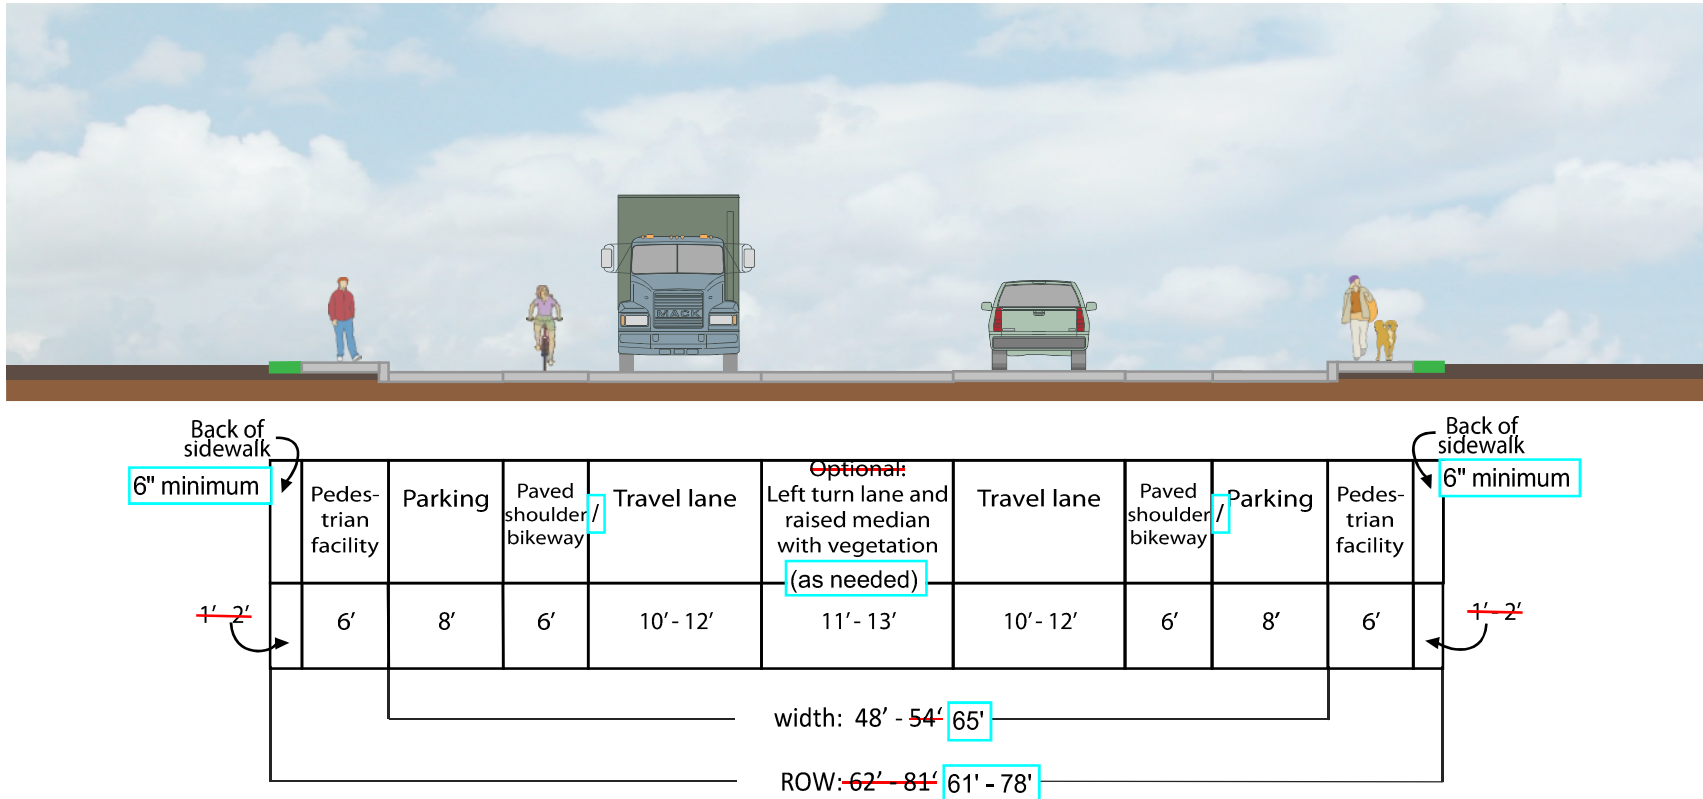 MACK
Back of
sidewalk
6" minimum
Back of
sidewalk
6" minimum
Pedes-
trian
facility
Parking
Paved
shoulder /
bikeway
Travel lane
Optional:
Left turn lane and
raised median
with vegetation
(as needed)
Travel lane
Paved
shoulder /
bikeway
Parking
Pedes-
trian
facility
1’ - 2’
6’
8’
6’
10’ - 12’
11’ - 13’
10’ - 12’
6’
8’
6’
1’ - 2’
width: 48’ - 54‘ 65'
ROW: 62’ - 81‘ 61' - 78'